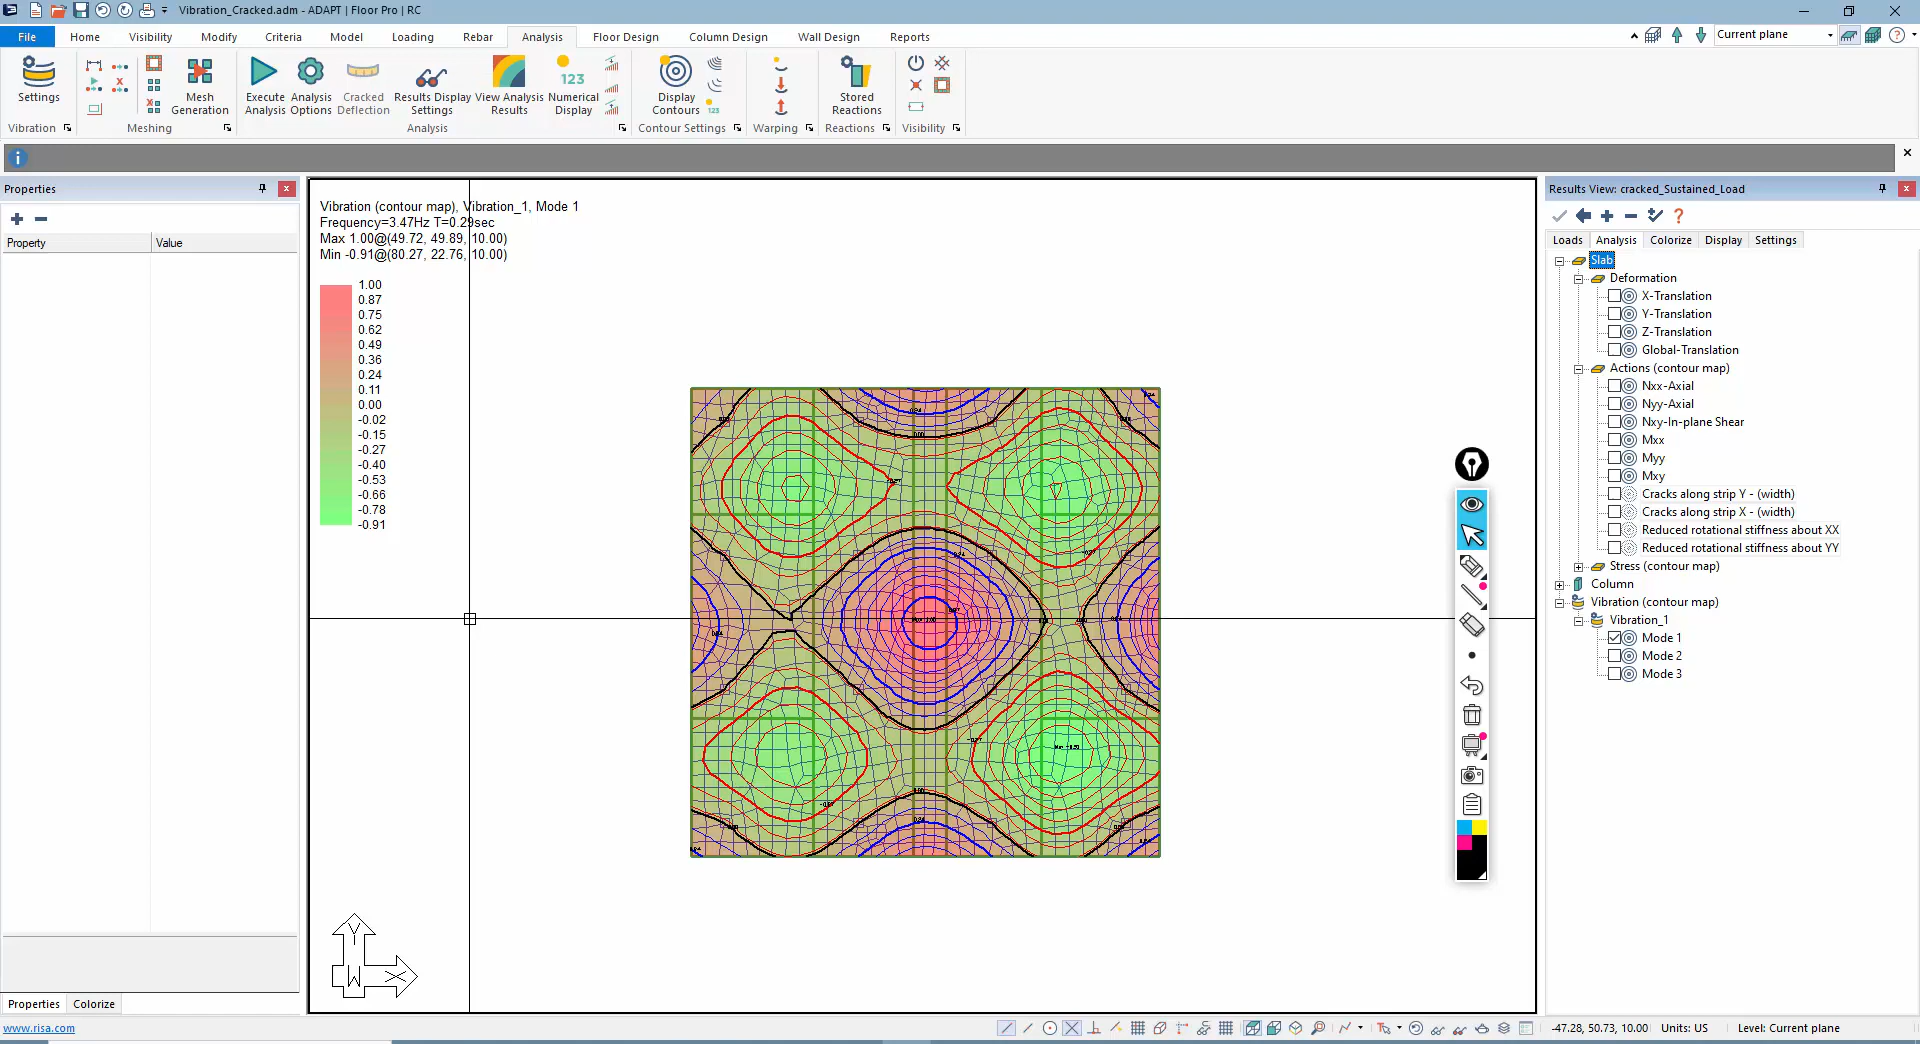 Vibration_Cracked.adm - ADAPT | Floor Pro | RC
File Home Visibility Modify Criteria Model Loading Rebar Analysis Floor Design Column Design Wall Design Reports Current plane
Settings Mesh Generation Execute Analysis Analysis Options Cracked Deflection Results Display Settings View Analysis Results 123 Numerical Display Display Contours 123 Stored Reactions
Vibration Meshing Analysis Contour Settings Warping Reactions Visibility
Properties
Property Value
Vibration (contour map), Vibration_1, Mode 1
Frequency=3.47Hz T=0.29sec
Max 1.00@(49.72, 49.89, 10.00)
Min -0.91@(80.27, 22.76, 10.00)
1.00
0.87
0.75
0.62
0.49
0.36
0.24
0.11
0.00
-0.02
-0.15
-0.27
-0.40
-0.53
-0.66
-0.78
-0.91
Y
W X
Results View: cracked_Sustained_Load
Loads Analysis Colorize Display Settings
Slab
Deformation
X-Translation
Y-Translation
Z-Translation
Global-Translation
Actions (contour map)
Nxx-Axial
Nyy-Axial
Nxy-In-plane Shear
Mxx
Myy
Mxy
Cracks along strip Y - (width)
Cracks along strip X - (width)
Reduced rotational stiffness about XX
Reduced rotational stiffness about YY
Stress (contour map)
Column
Vibration (contour map)
Vibration_1
Mode 1
Mode 2
Mode 3
Properties Colorize
www.risa.com
-47.28, 50.73, 10.00 Units: US Level: Current plane